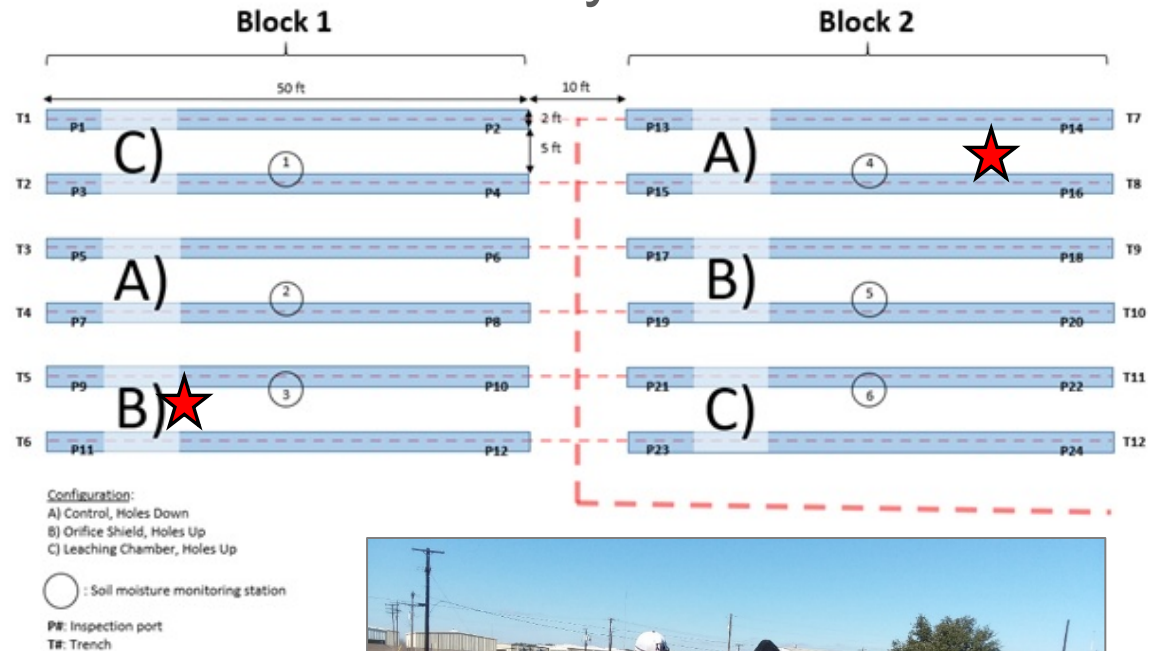 Block 1
Block 2
50 ft
10 ft
T1
P1
P2
2 ft
P13
P14
T7
C)
1
5 ft
A)
4
T2
P3
P4
P15
P16
T8
T3
P5
P6
P17
P18
T9
A)
2
B)
5
T4
P7
P8
P19
P20
T10
T5
P9
P10
P21
P22
T11
B)
3
C)
6
T6
P11
P12
P23
P24
T12
Configuration:
A) Control, Holes Down
B) Orifice Shield, Holes Up
C) Leaching Chamber, Holes Up
: Soil moisture monitoring station
P#: Inspection port
T#: Trench